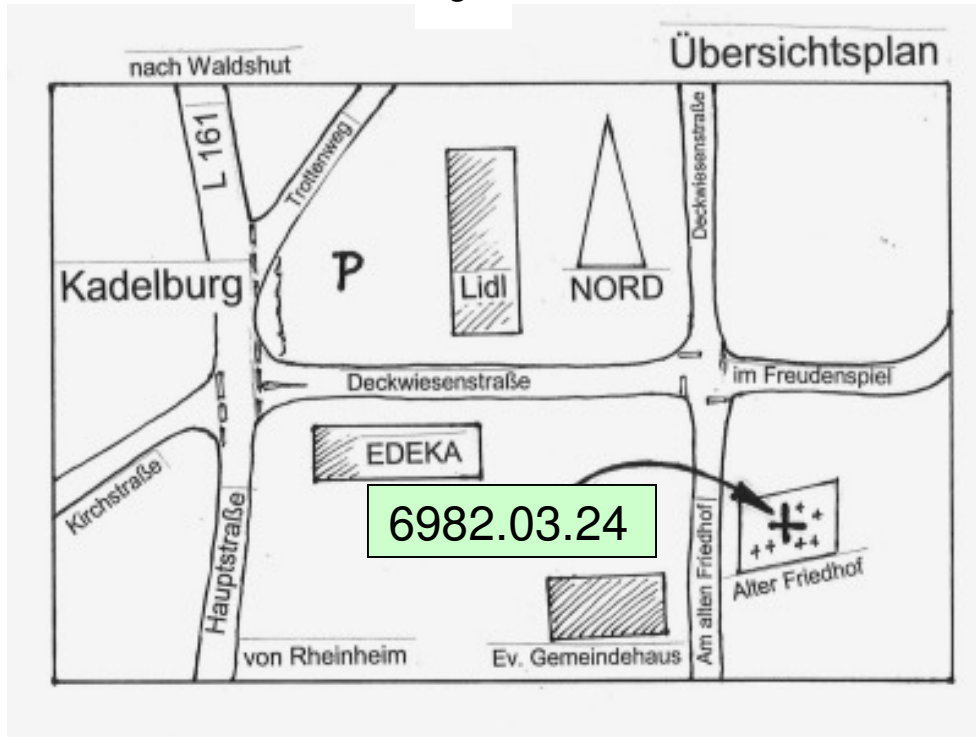 Übersichtsplan
nach Waldshut
L 161
Trottenweg
Deckwiesenstraße
P
Kadelburg
Lidl
NORD
Deckwiesenstraße
im Freudenspiel
EDEKA
Kirchstraße
6982.03.24
Hauptstraße
Am alten Friedhof
Alter Friedhof
von Rheinheim
Ev. Gemeindehaus